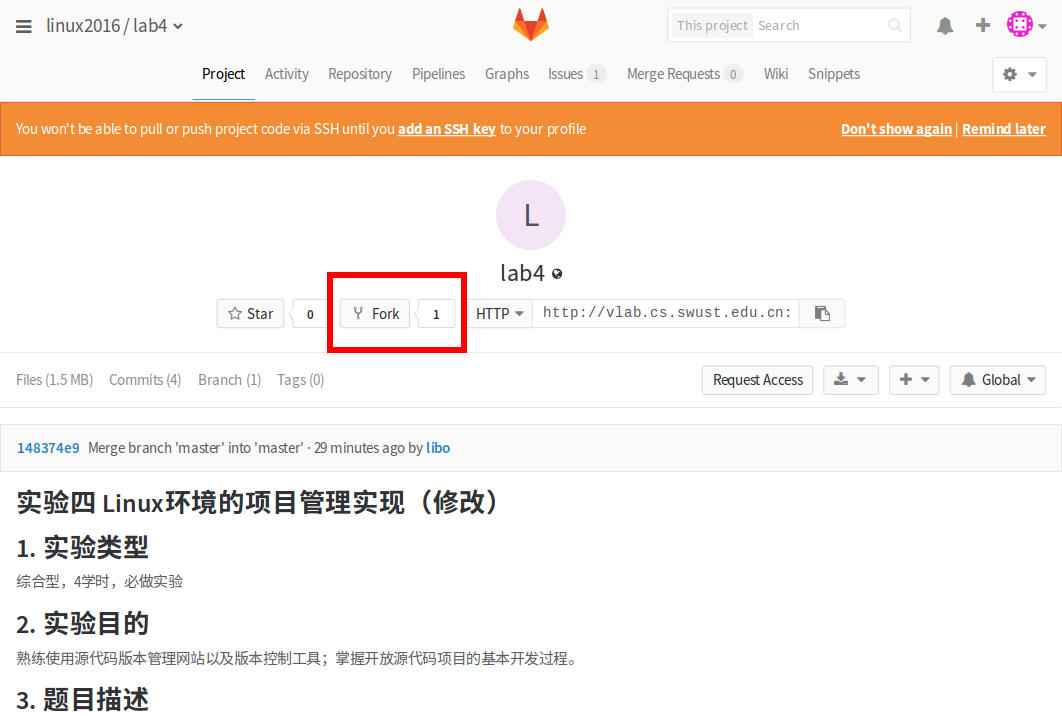 linux2016 / lab4
This project Search
Project Activity Repository Pipelines Graphs Issues 1 Merge Requests 0 Wiki Snippets
You won't be able to pull or push project code via SSH until you add an SSH key to your profile Don't show again | Remind later
L
lab4
Star 0 Fork 1 HTTP http://vlab.cs.swust.edu.cn:
Files (1.5 MB) Commits (4) Branch (1) Tags (0) Request Access Global
148374e9 Merge branch 'master' into 'master' · 29 minutes ago by libo
实验四 Linux环境的项目管理实现（修改）
1. 实验类型
综合型，4学时，必做实验
2. 实验目的
熟练使用源代码版本管理网站以及版本控制工具；掌握开放源代码项目的基本开发过程。
3. 题目描述